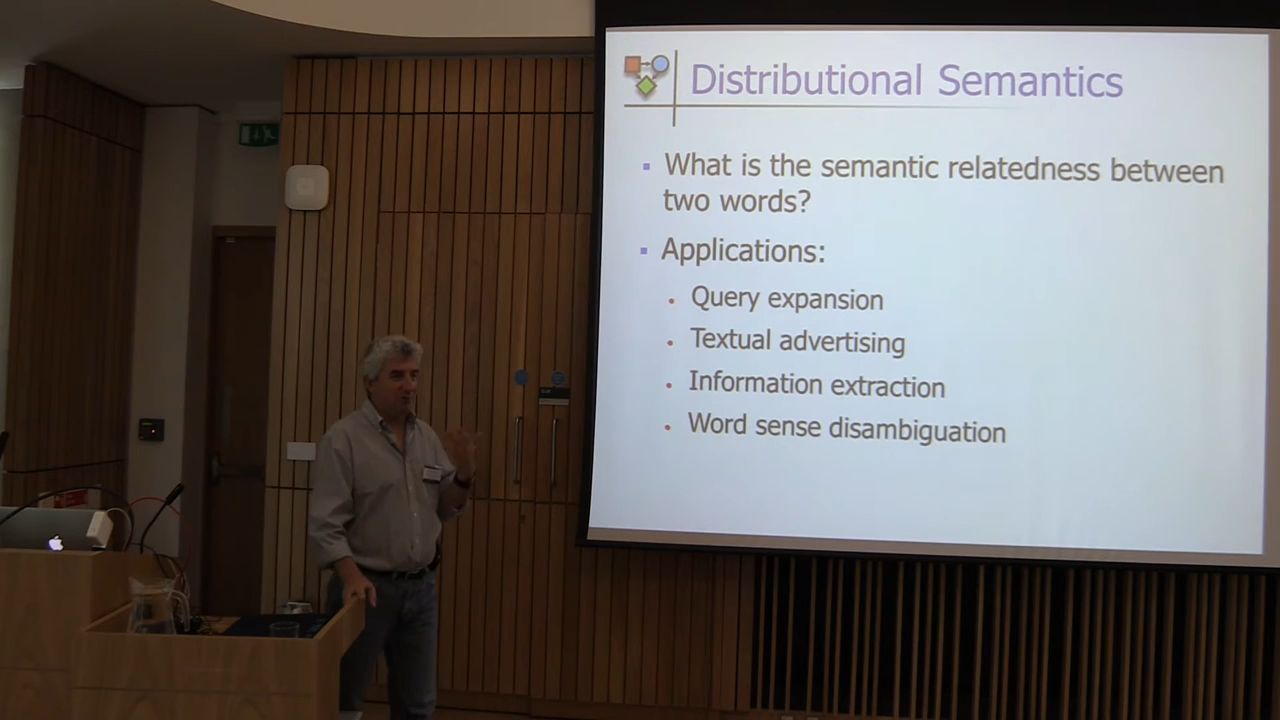 Distributional Semantics
▪ What is the semantic relatedness between
two words?
▪ Applications:
• Query expansion
• Textual advertising
• Information extraction
• Word sense disambiguation